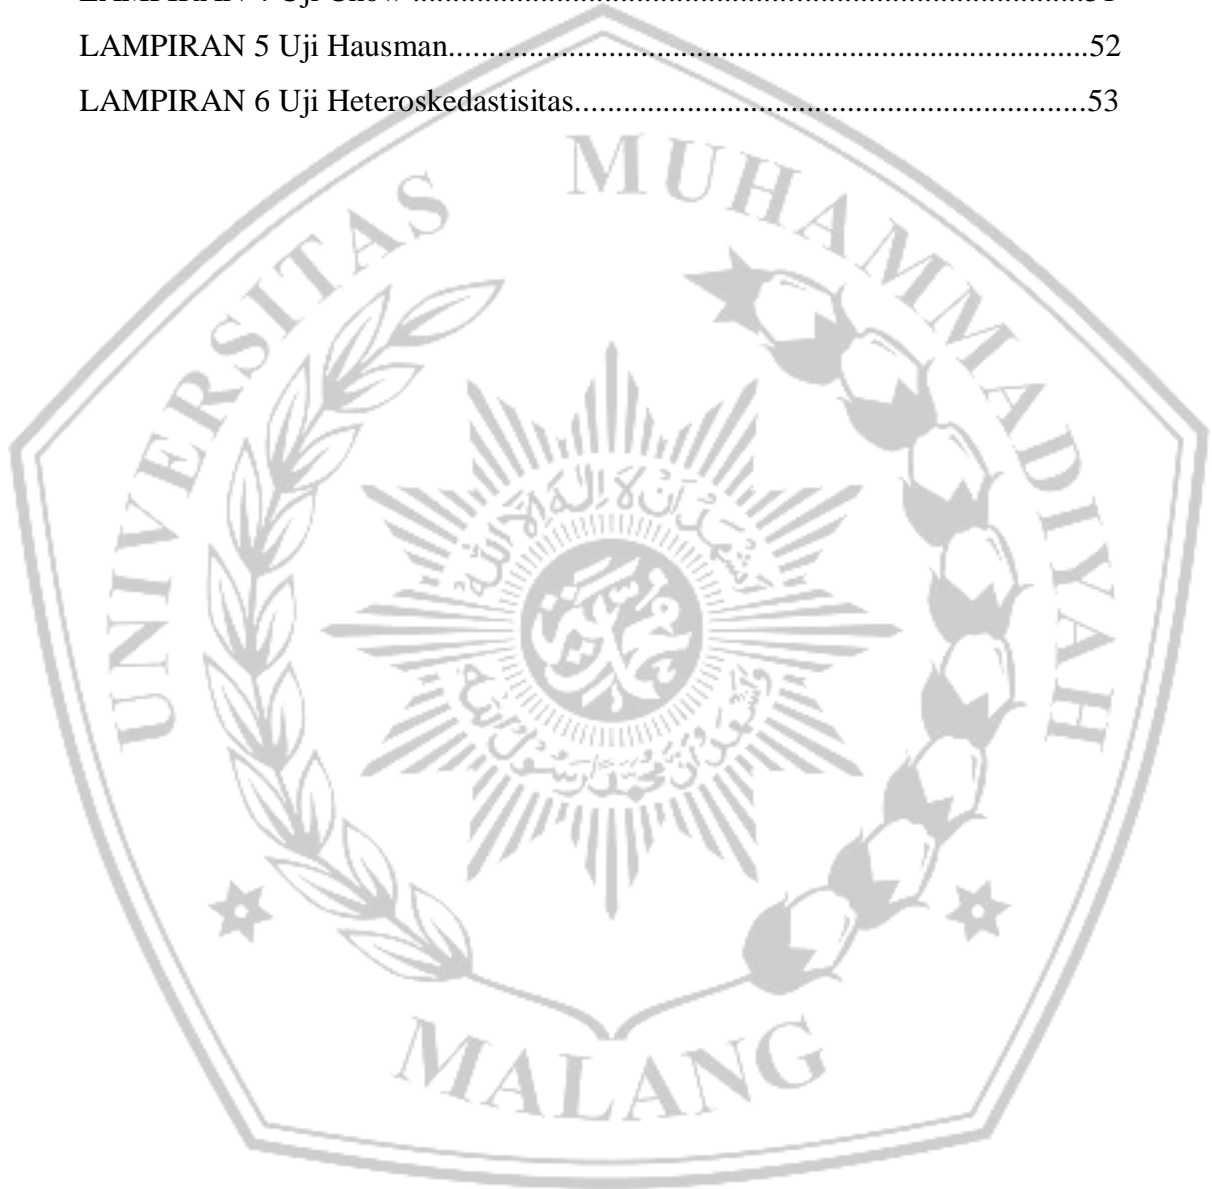 LAMPIRAN 5 Uji Hausman................................................................................52
LAMPIRAN 6 Uji Heteroskedastisitas................................................................53
UNIVERSITAS MUHAMMADIYAH
MALANG